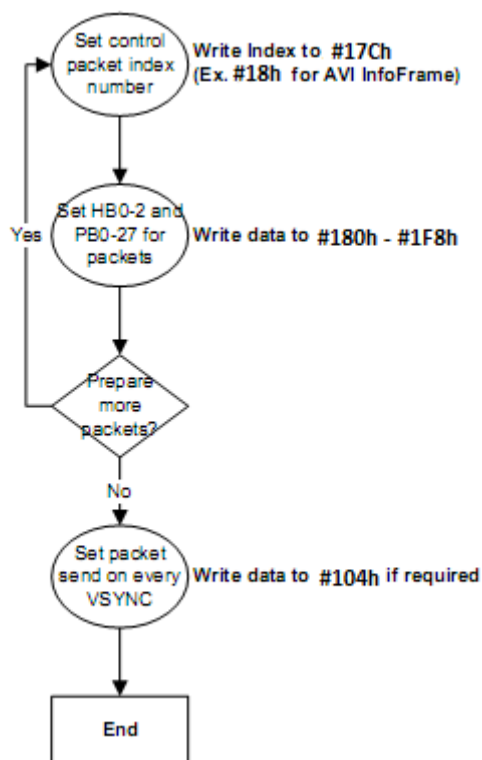 Set control
packet index
number
Write Index to #17Ch
(Ex. #18h for AVI InfoFrame)
Yes
Set HB0-2 and
PB0-27 for
packets
Write data to #180h - #1F8h
Prepare
more
packets?
No
Set packet
send on every
VSYNC
Write data to #104h if required
End